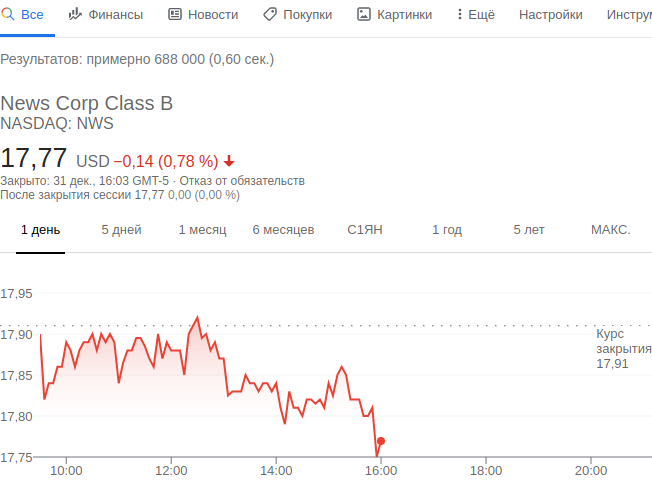 Все Финансы Новости Покупки Картинки Ещё Настройки Инструм
Результатов: примерно 688 000 (0,60 сек.)
News Corp Class B
NASDAQ: NWS
17,77 USD −0,14 (0,78 %)
Закрыто: 31 дек., 16:03 GMT-5 · Отказ от обязательств
После закрытия сессии 17,77 0,00 (0,00 %)
1 день 5 дней 1 месяц 6 месяцев С1ЯН 1 год 5 лет МАКС.
17,95
17,90
Курс
закрытия
17,91
17,85
17,80
17,75
10:00 12:00 14:00 16:00 18:00 20:00